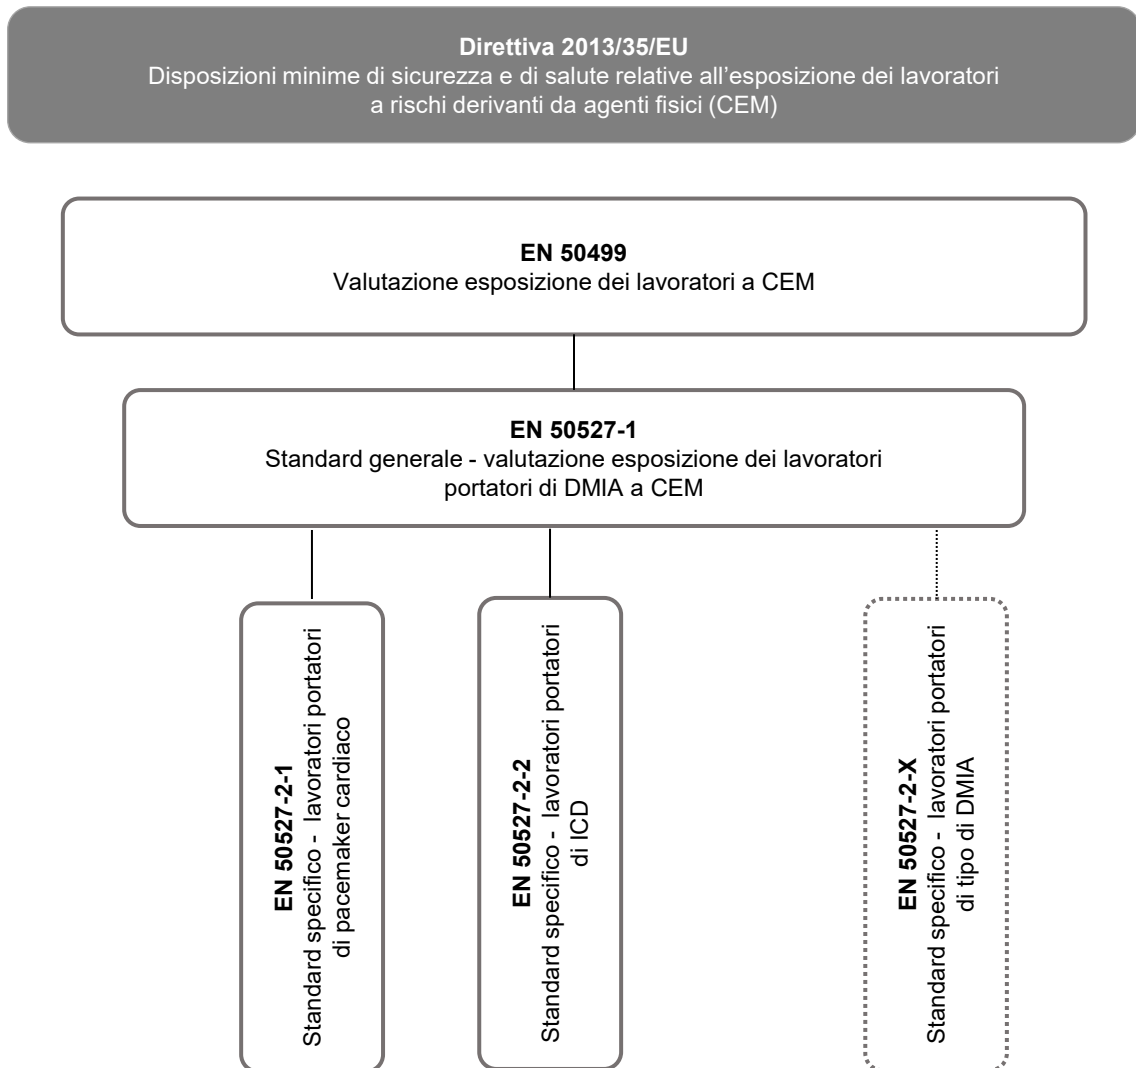 Direttiva 2013/35/EU
Disposizioni minime di sicurezza e di salute relative all'esposizione dei lavoratori
a rischi derivanti da agenti fisici (CEM)
EN 50499
Valutazione esposizione dei lavoratori a CEM
EN 50527-1
Standard generale - valutazione esposizione dei lavoratori
portatori di DMIA a CEM
EN 50527-2-1
Standard specifico - lavoratori portatori
di pacemaker cardiaco
EN 50527-2-2
Standard specifico - lavoratori portatori
di ICD
EN 50527-2-X
Standard specifico - lavoratori portatori
di tipo di DMIA